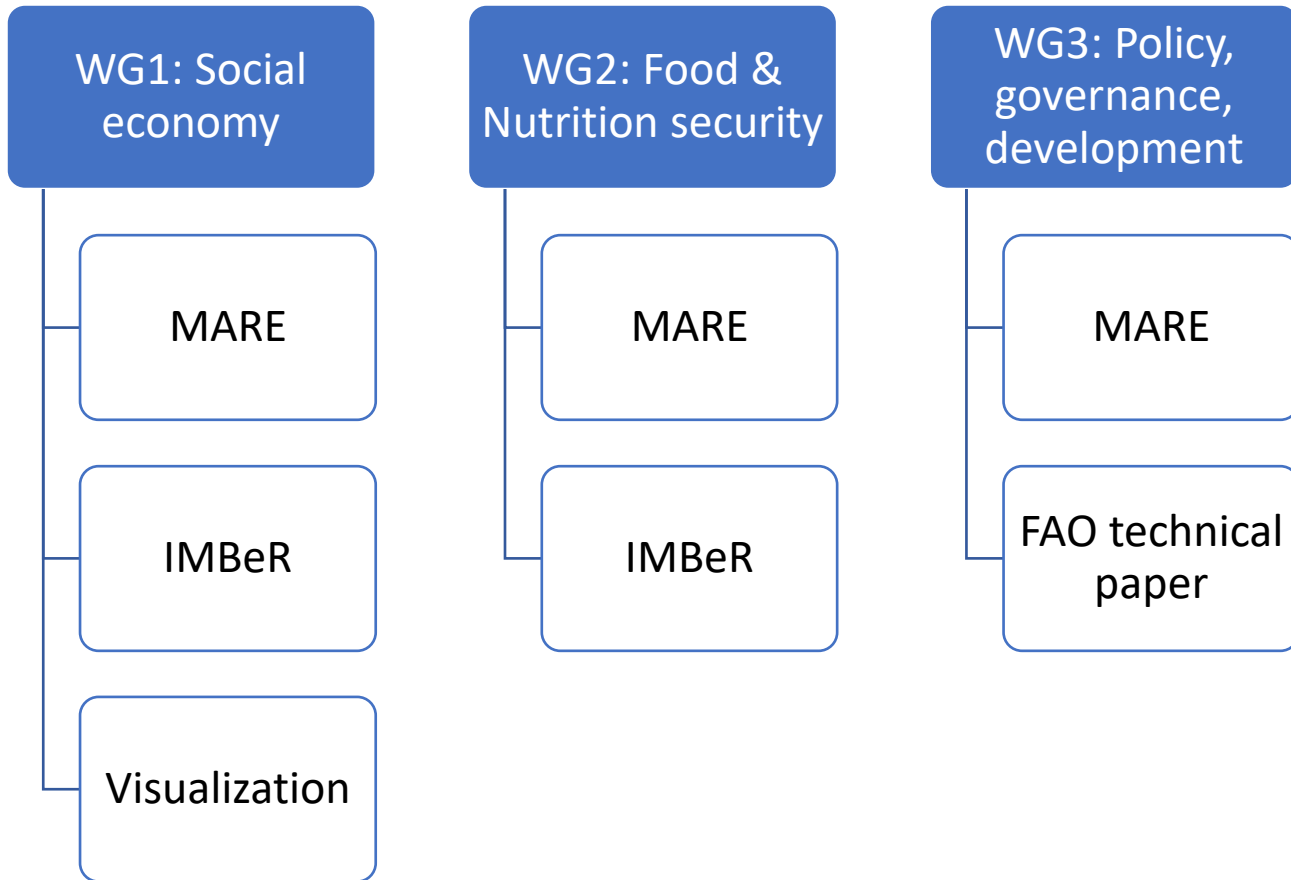 WG1: Social
economy
MARE
IMBeR
Visualization
WG2: Food &
Nutrition security
MARE
IMBeR
WG3: Policy,
governance,
development
MARE
FAO technical
paper